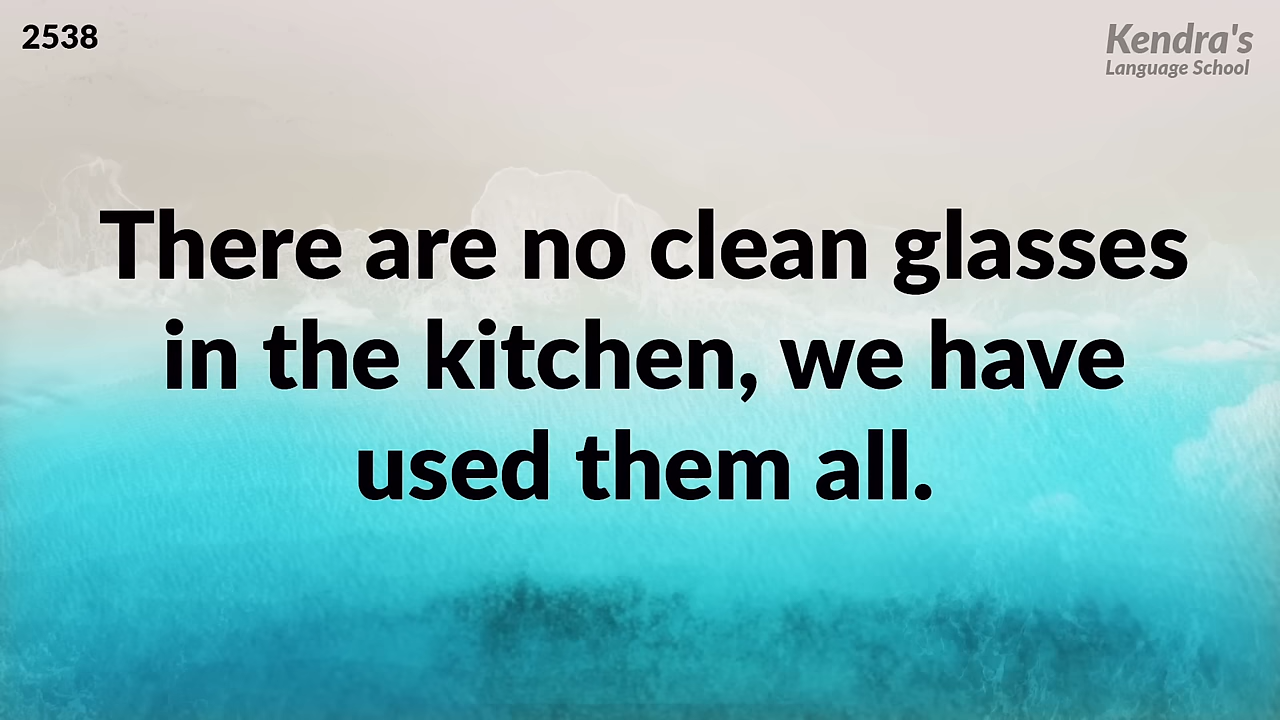 2538
Kendra's
Language School
There are no clean glasses
in the kitchen, we have
used them all.